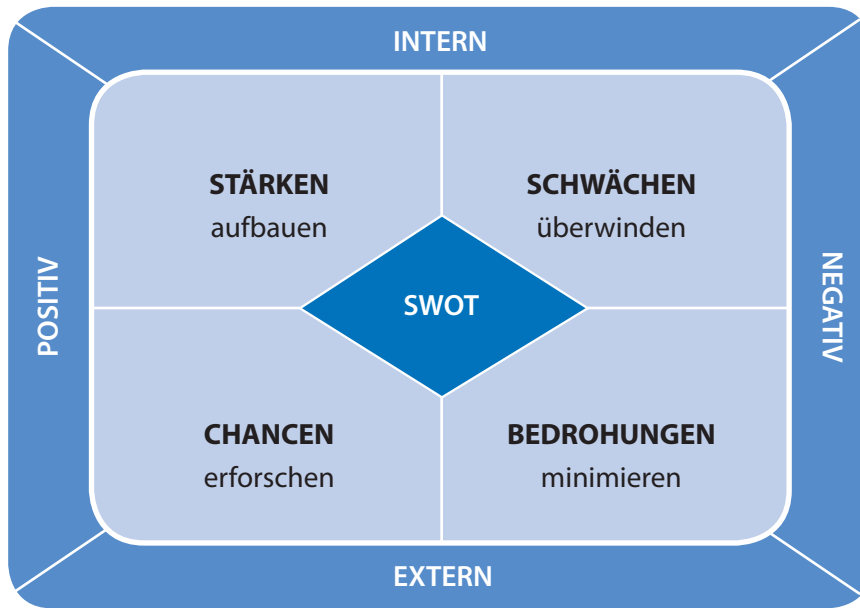 INTERN
STÄRKEN
aufbauen
SCHWÄCHEN
überwinden
POSITIV
SWOT
NEGATIV
CHANCEN
erforschen
BEDROHUNGEN
minimieren
EXTERN